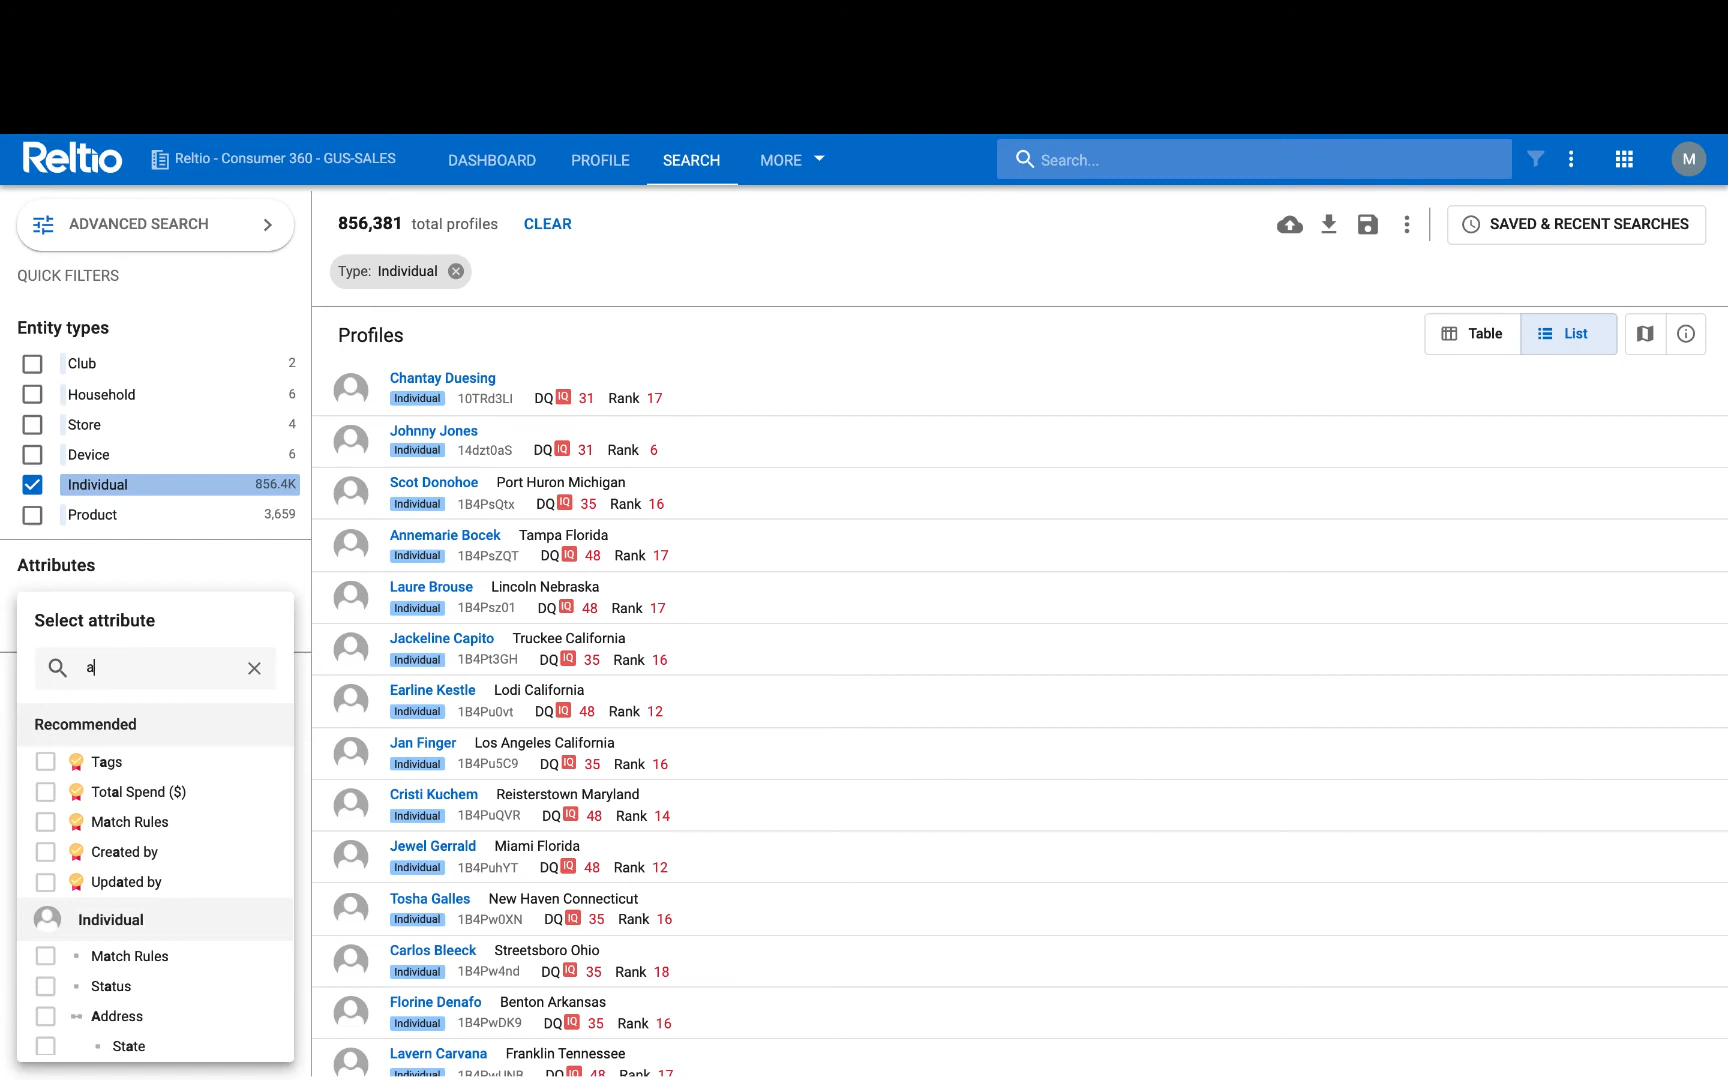 Reltio
Reltio - Consumer 360 - GUS-SALES
DASHBOARD
PROFILE
SEARCH
MORE
Search...
M
ADVANCED SEARCH
QUICK FILTERS
Entity types
Club 2
Household 6
Store 4
Device 6
Individual 856.4K
Product 3,659
Attributes
Select attribute
a
Recommended
Tags
Total Spend ($)
Match Rules
Created by
Updated by
Individual
Match Rules
Status
Address
State
856,381 total profiles CLEAR
SAVED & RECENT SEARCHES
Type: Individual
Profiles
Table
List
Chantay Duesing
Individual 10TRd3LI DQ IQ 31 Rank 17
Johnny Jones
Individual 14dzt0aS DQ IQ 31 Rank 6
Scot Donohoe Port Huron Michigan
Individual 1B4PsQtx DQ IQ 35 Rank 16
Annemarie Bocek Tampa Florida
Individual 1B4PsZQT DQ IQ 48 Rank 17
Laure Brouse Lincoln Nebraska
Individual 1B4Psz01 DQ IQ 48 Rank 17
Jackeline Capito Truckee California
Individual 1B4Pt3GH DQ IQ 35 Rank 16
Earline Kestle Lodi California
Individual 1B4Pu0vt DQ IQ 48 Rank 12
Jan Finger Los Angeles California
Individual 1B4Pu5C9 DQ IQ 35 Rank 16
Cristi Kuchem Reisterstown Maryland
Individual 1B4PuQVR DQ IQ 48 Rank 14
Jewel Gerrald Miami Florida
Individual 1B4PuhYT DQ IQ 48 Rank 12
Tosha Galles New Haven Connecticut
Individual 1B4Pw0XN DQ IQ 35 Rank 16
Carlos Bleeck Streetsboro Ohio
Individual 1B4Pw4nd DQ IQ 35 Rank 18
Florine Denafo Benton Arkansas
Individual 1B4PwDK9 DQ IQ 35 Rank 16
Lavern Carvana Franklin Tennessee
Individual 1B4PwUNB DQ IQ 48 Rank 17